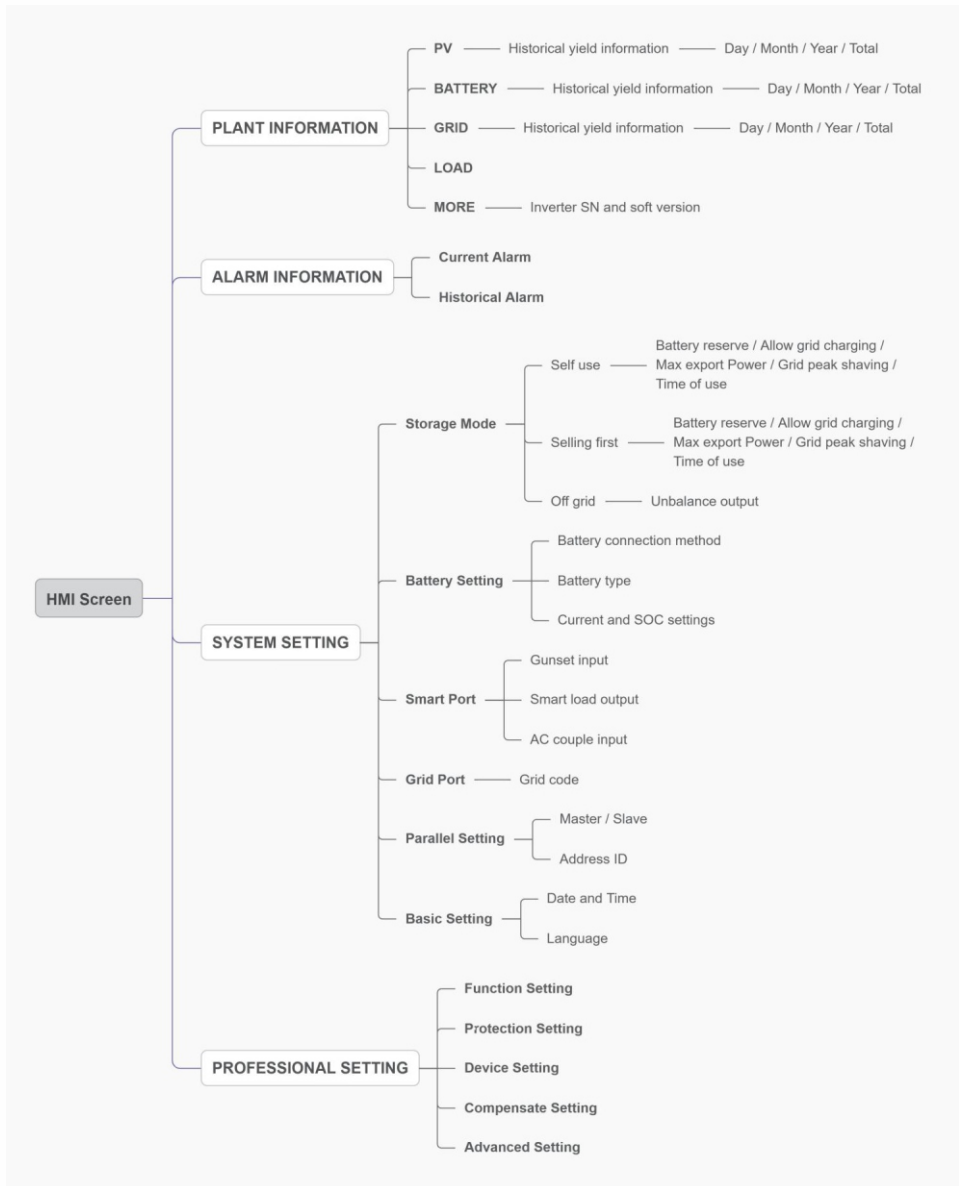 HMI Screen
PLANT INFORMATION
PV
Historical yield information
Day / Month / Year / Total
BATTERY
Historical yield information
Day / Month / Year / Total
GRID
Historical yield information
Day / Month / Year / Total
LOAD
MORE
Inverter SN and soft version
ALARM INFORMATION
Current Alarm
Historical Alarm
SYSTEM SETTING
Storage Mode
Self use
Battery reserve / Allow grid charging /
Max export Power / Grid peak shaving /
Time of use
Selling first
Battery reserve / Allow grid charging /
Max export Power / Grid peak shaving /
Time of use
Off grid
Unbalance output
Battery Setting
Battery connection method
Battery type
Current and SOC settings
Smart Port
Gunset input
Smart load output
AC couple input
Grid Port
Grid code
Parallel Setting
Master / Slave
Address ID
Basic Setting
Date and Time
Language
PROFESSIONAL SETTING
Function Setting
Protection Setting
Device Setting
Compensate Setting
Advanced Setting